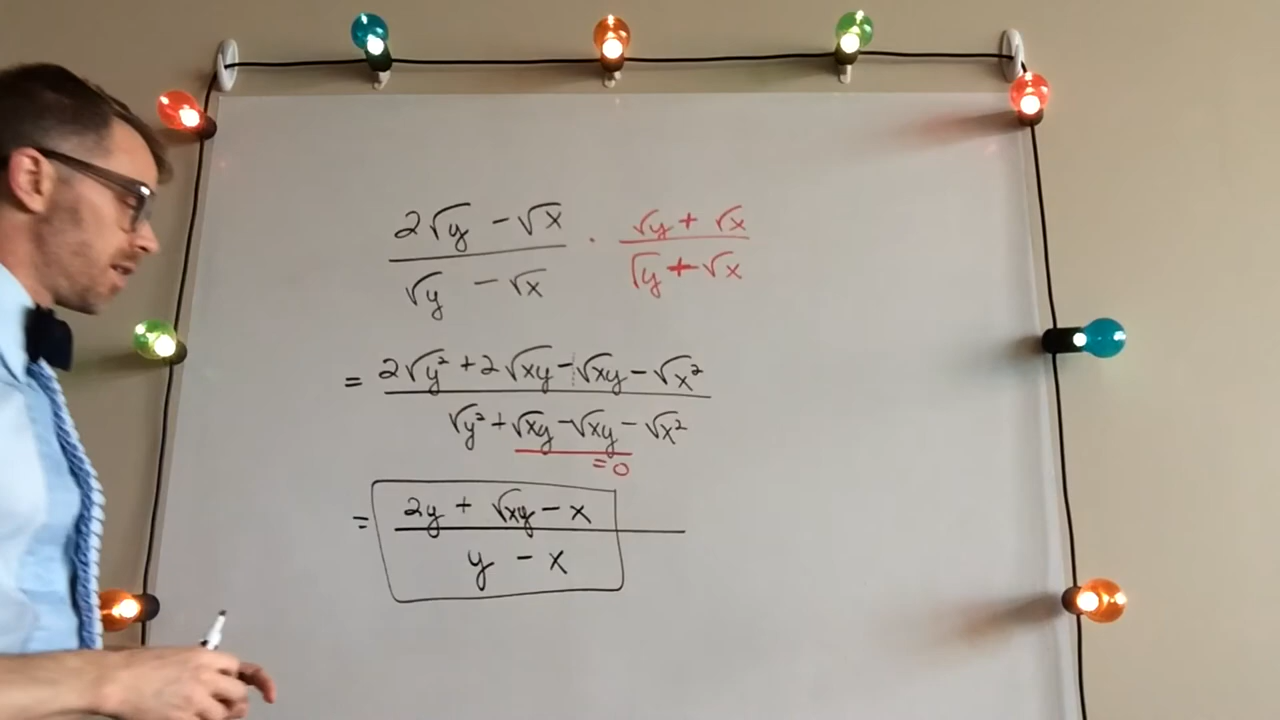 2√y - √x / √y - √x · √y + √x / √y + √x
= 2√y² + 2√xy - √xy - √x² / √y² + √xy - √xy - √x²
= 0
= 2y + √xy - x / y - x